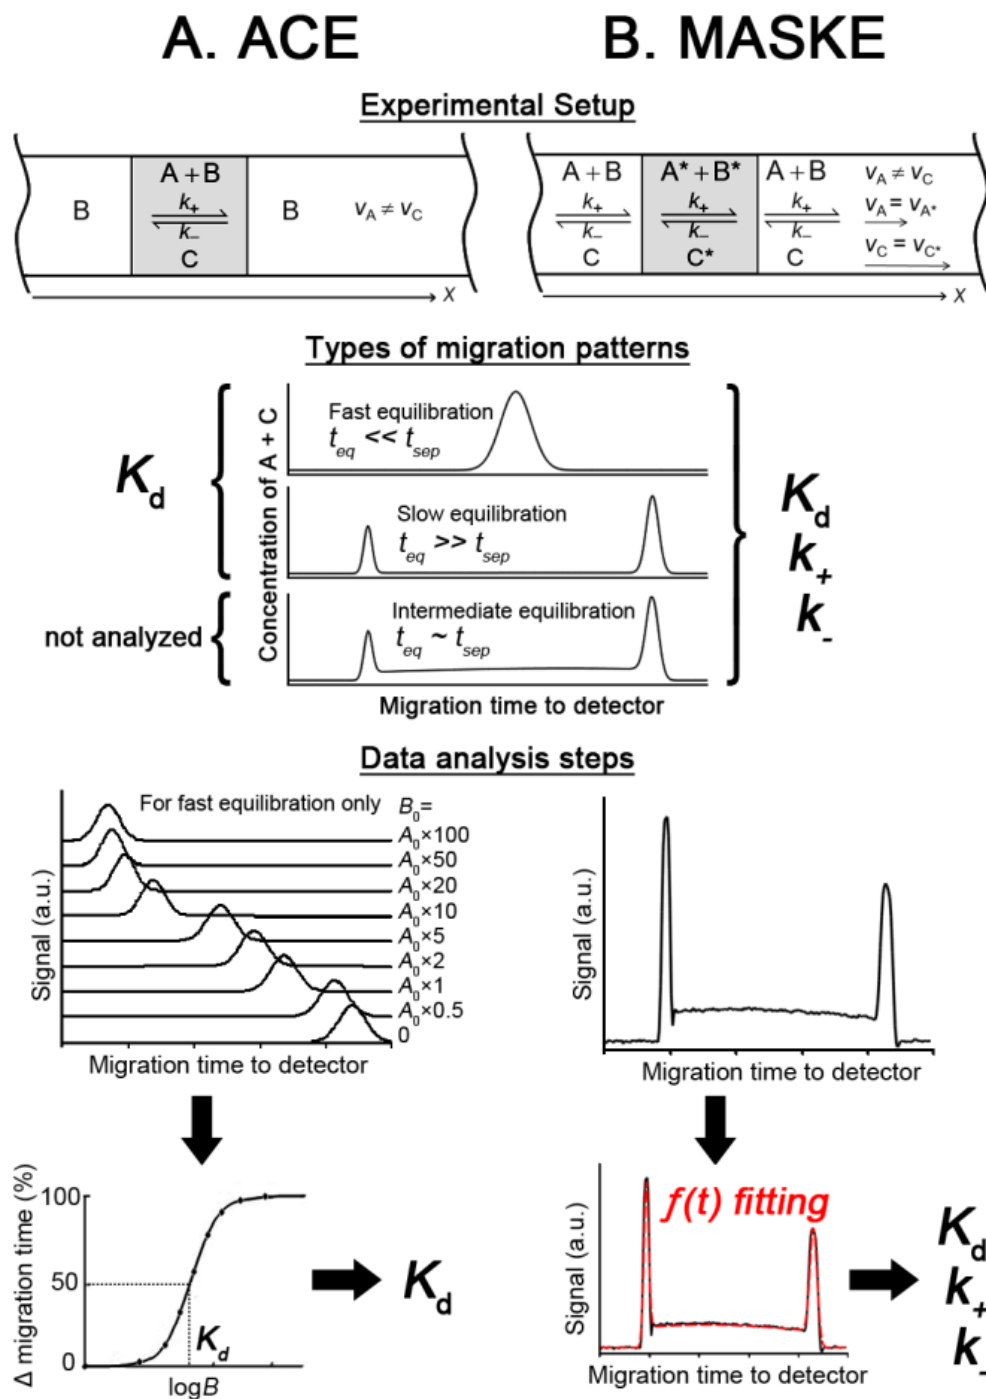 A. ACE
B. MASKE
Experimental Setup
B
A + B
k+
k–
C
B
vA ≠ vC
x
A + B
k+
k–
C
A* + B*
k+
k–
C*
A + B
k+
k–
C
vA ≠ vC
vA = vA*
vC = vC*
x
Types of migration patterns
Kd
not analyzed
Concentration of A + C
Fast equilibration
teq << tsep
Slow equilibration
teq >> tsep
Intermediate equilibration
teq ~ tsep
Migration time to detector
Kd
k+
k-
Data analysis steps
Signal (a.u.)
For fast equilibration only
B0=
A0×100
A0×50
A0×20
A0×10
A0×5
A0×2
A0×1
A0×0.5
0
Migration time to detector
Signal (a.u.)
Migration time to detector
Δ migration time (%)
100
50
0
Kd
logB
Kd
Signal (a.u.)
f(t) fitting
Migration time to detector
Kd
k+
k-